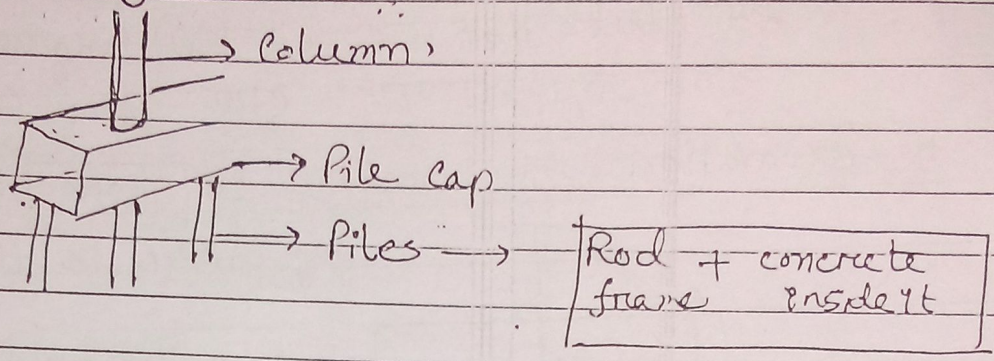 Column,
Pile cap
Piles → Rod + concrete
frame inside it